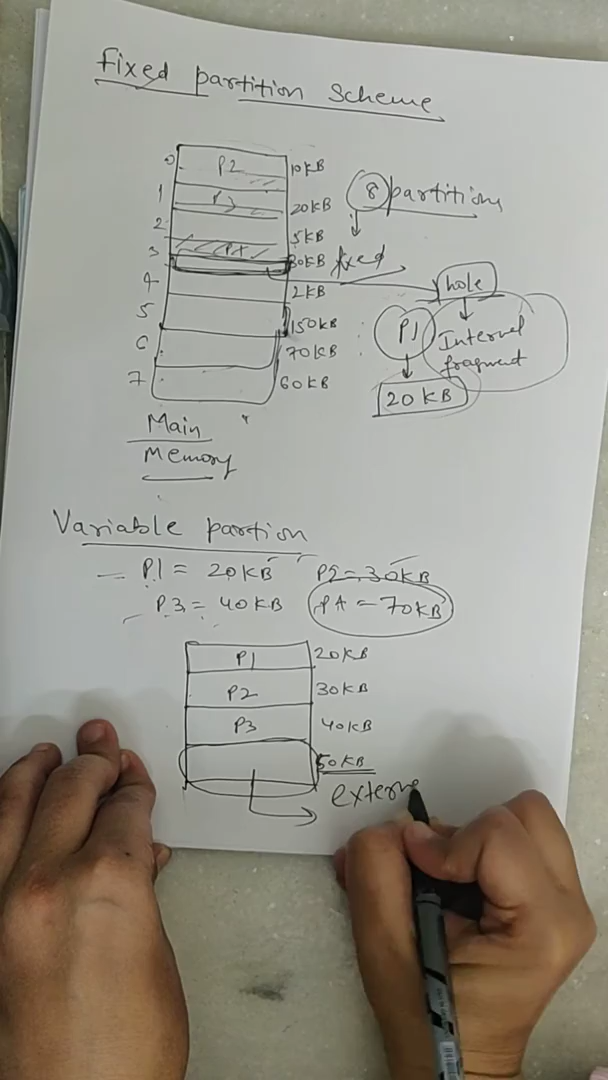 Fixed partition Scheme
0 P2 10KB
1 P3 20KB
8 partitions
2 5KB
3 P4 30KB fixed
4 2KB
hole
5 150KB
P1 Internal
fragment
6 70KB
7 60KB
20KB
Main
Memory
Variable partion
P1 = 20KB P2 = 30KB
P3 = 40KB P4 = 70KB
P1 20KB
P2 30KB
P3 40KB
50KB
extern